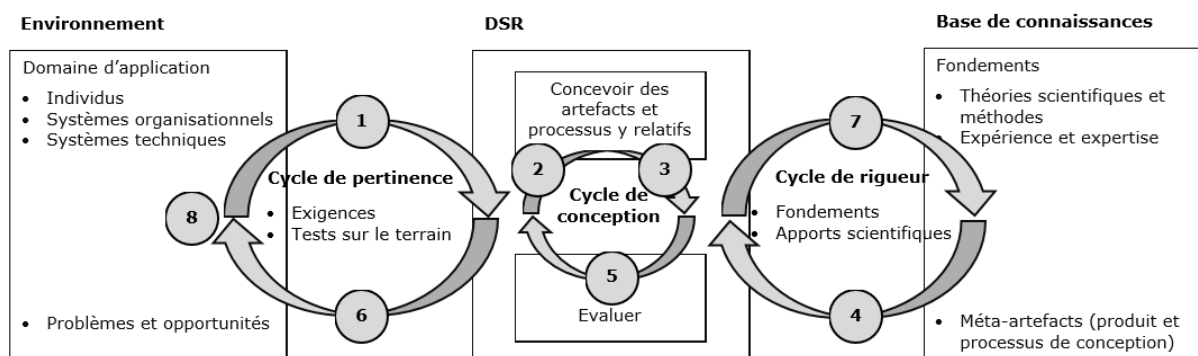 Environnement
DSR
Base de connaissances
Domaine d'application
• Individus
• Systèmes organisationnels
• Systèmes techniques
Concevoir des
artefacts et
processus y relatifs
Fondements
• Théories scientifiques et
méthodes
• Expérience et expertise
1
7
2
3
Cycle de pertinence
• Exigences
• Tests sur le terrain
Cycle de
conception
Cycle de rigueur
• Fondements
• Apports scientifiques
8
5
Evaluer
6
4
• Problèmes et opportunités
• Méta-artefacts (produit et
processus de conception)